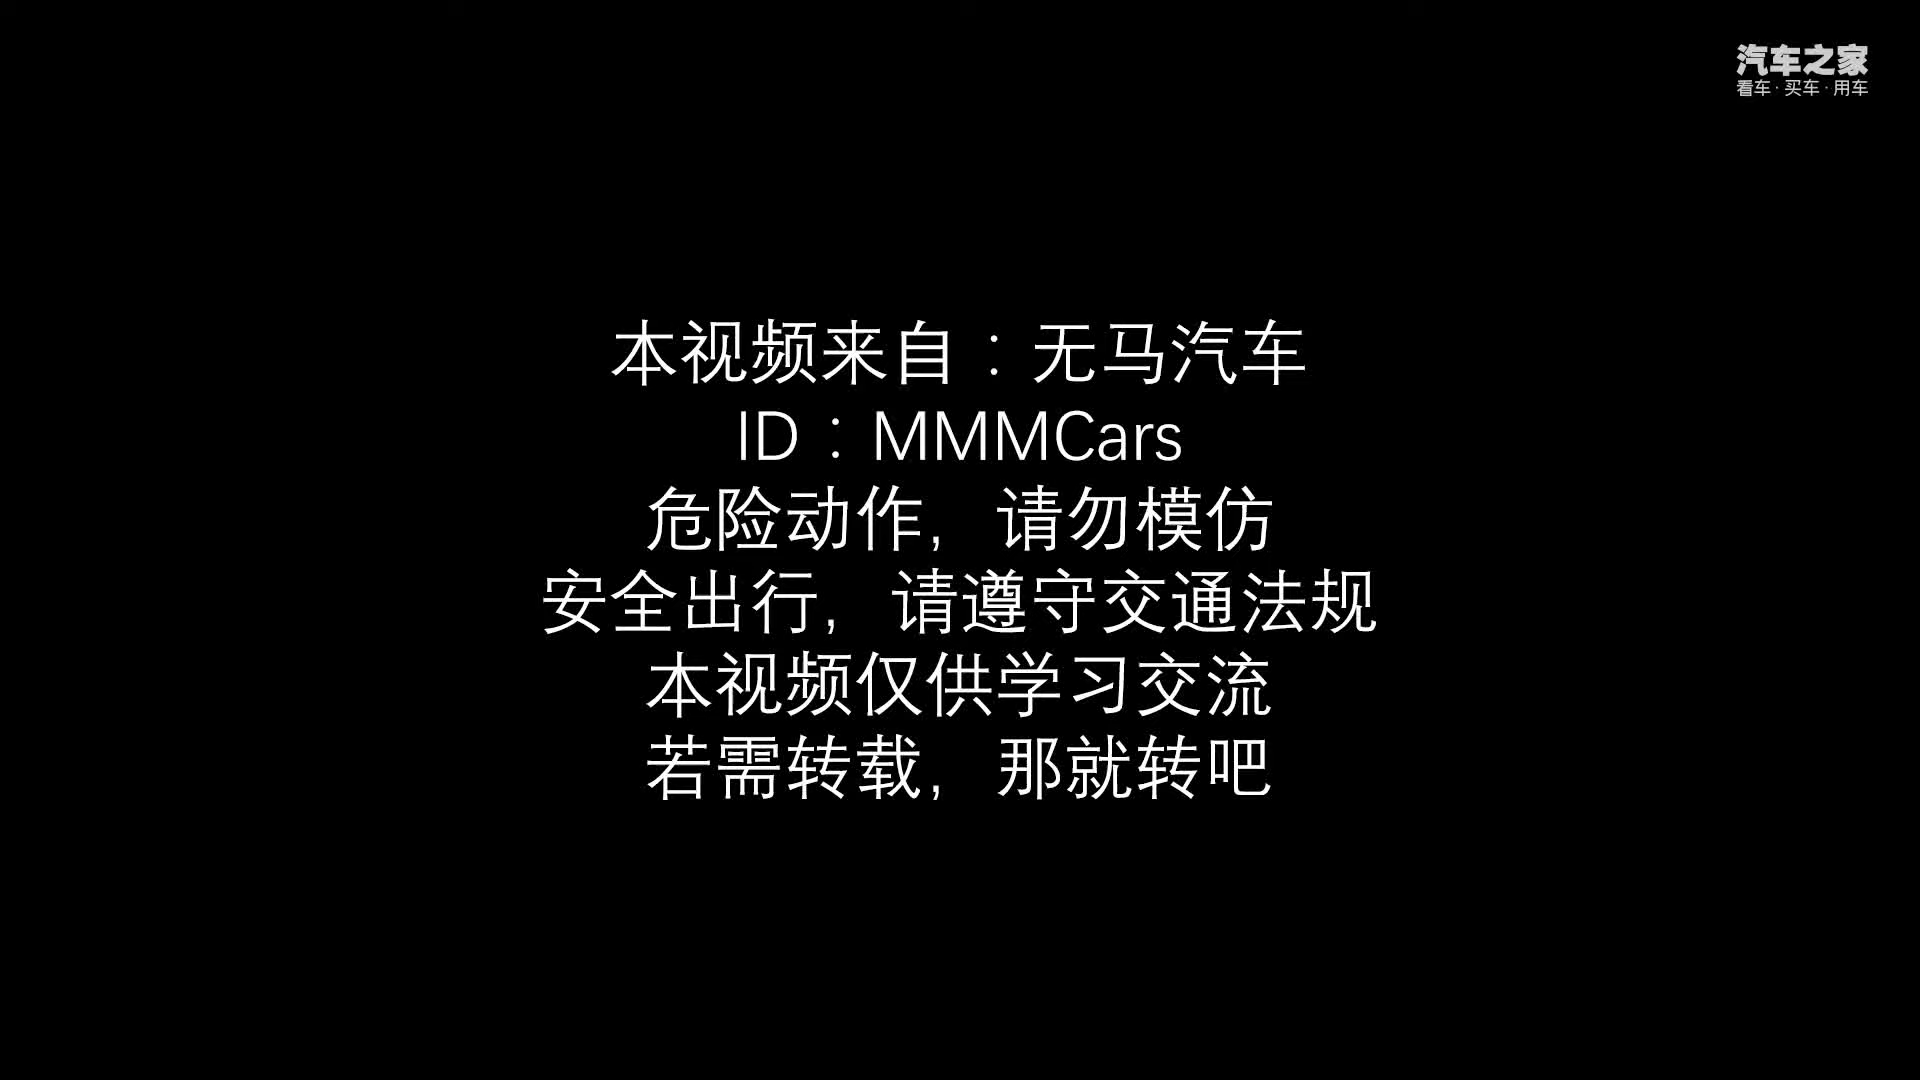 汽车之家
看车·买车·用车
本视频来自：无马汽车
ID：MMMCars
危险动作，请勿模仿
安全出行，请遵守交通法规
本视频仅供学习交流
若需转载，那就转吧